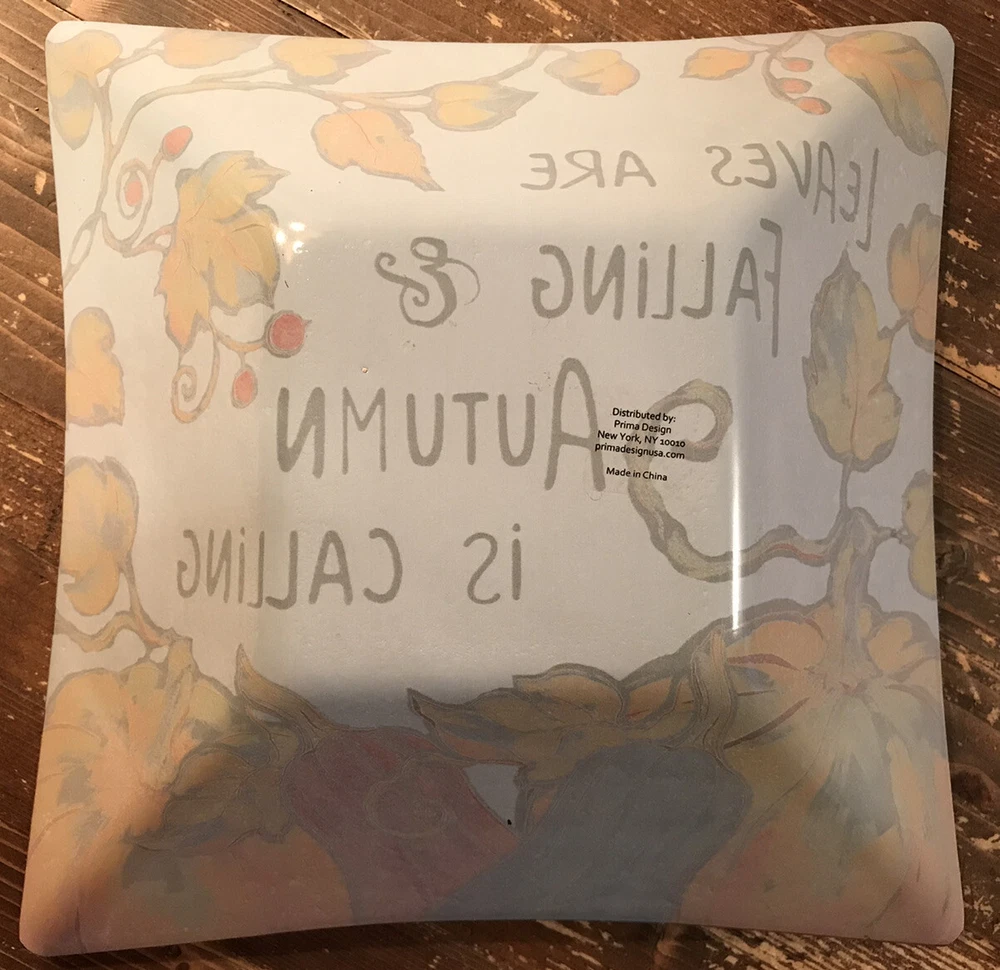 LEAVES ARE
FALLING &
AUTUMN
IS CALLING
Distributed by:
Prima Design
New York, NY 10010
primadesignusa.com
Made in China